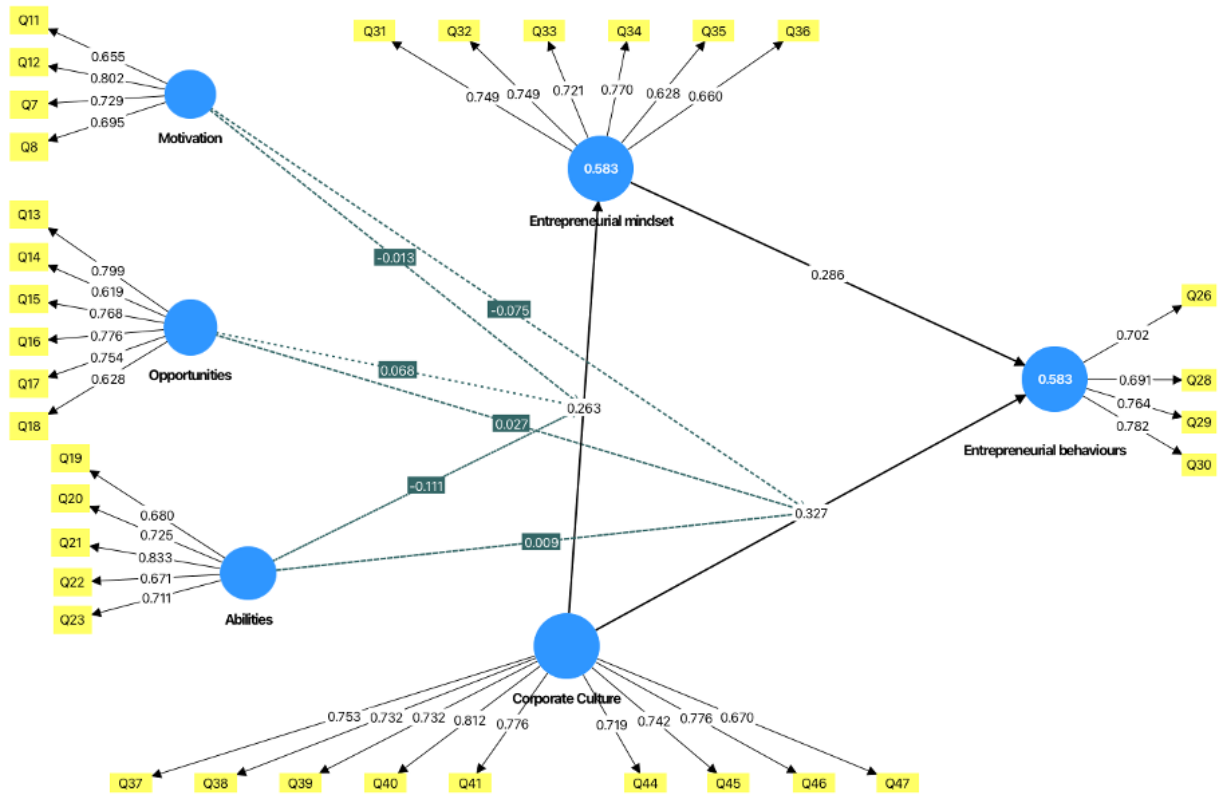 Q11
Q12
Q7
Q8
0.655
0.802
0.729
0.695
Motivation
Q31
Q32
Q33
Q34
Q35
Q36
0.749
0.749
0.721
0.770
0.628
0.660
0.583
Entrepreneurial mindset
Q13
Q14
Q15
Q16
Q17
Q18
0.799
0.619
0.768
0.776
0.754
0.628
Opportunities
-0.013
-0.075
0.068
0.027
0.263
-0.111
0.009
0.327
0.286
Q26
Q28
Q29
Q30
0.702
0.691
0.764
0.782
0.583
Entrepreneurial behaviours
Q19
Q20
Q21
Q22
Q23
0.680
0.725
0.833
0.671
0.711
Abilities
Corporate Culture
0.753
0.732
0.732
0.812
0.776
0.719
0.742
0.776
0.670
Q37
Q38
Q39
Q40
Q41
Q44
Q45
Q46
Q47